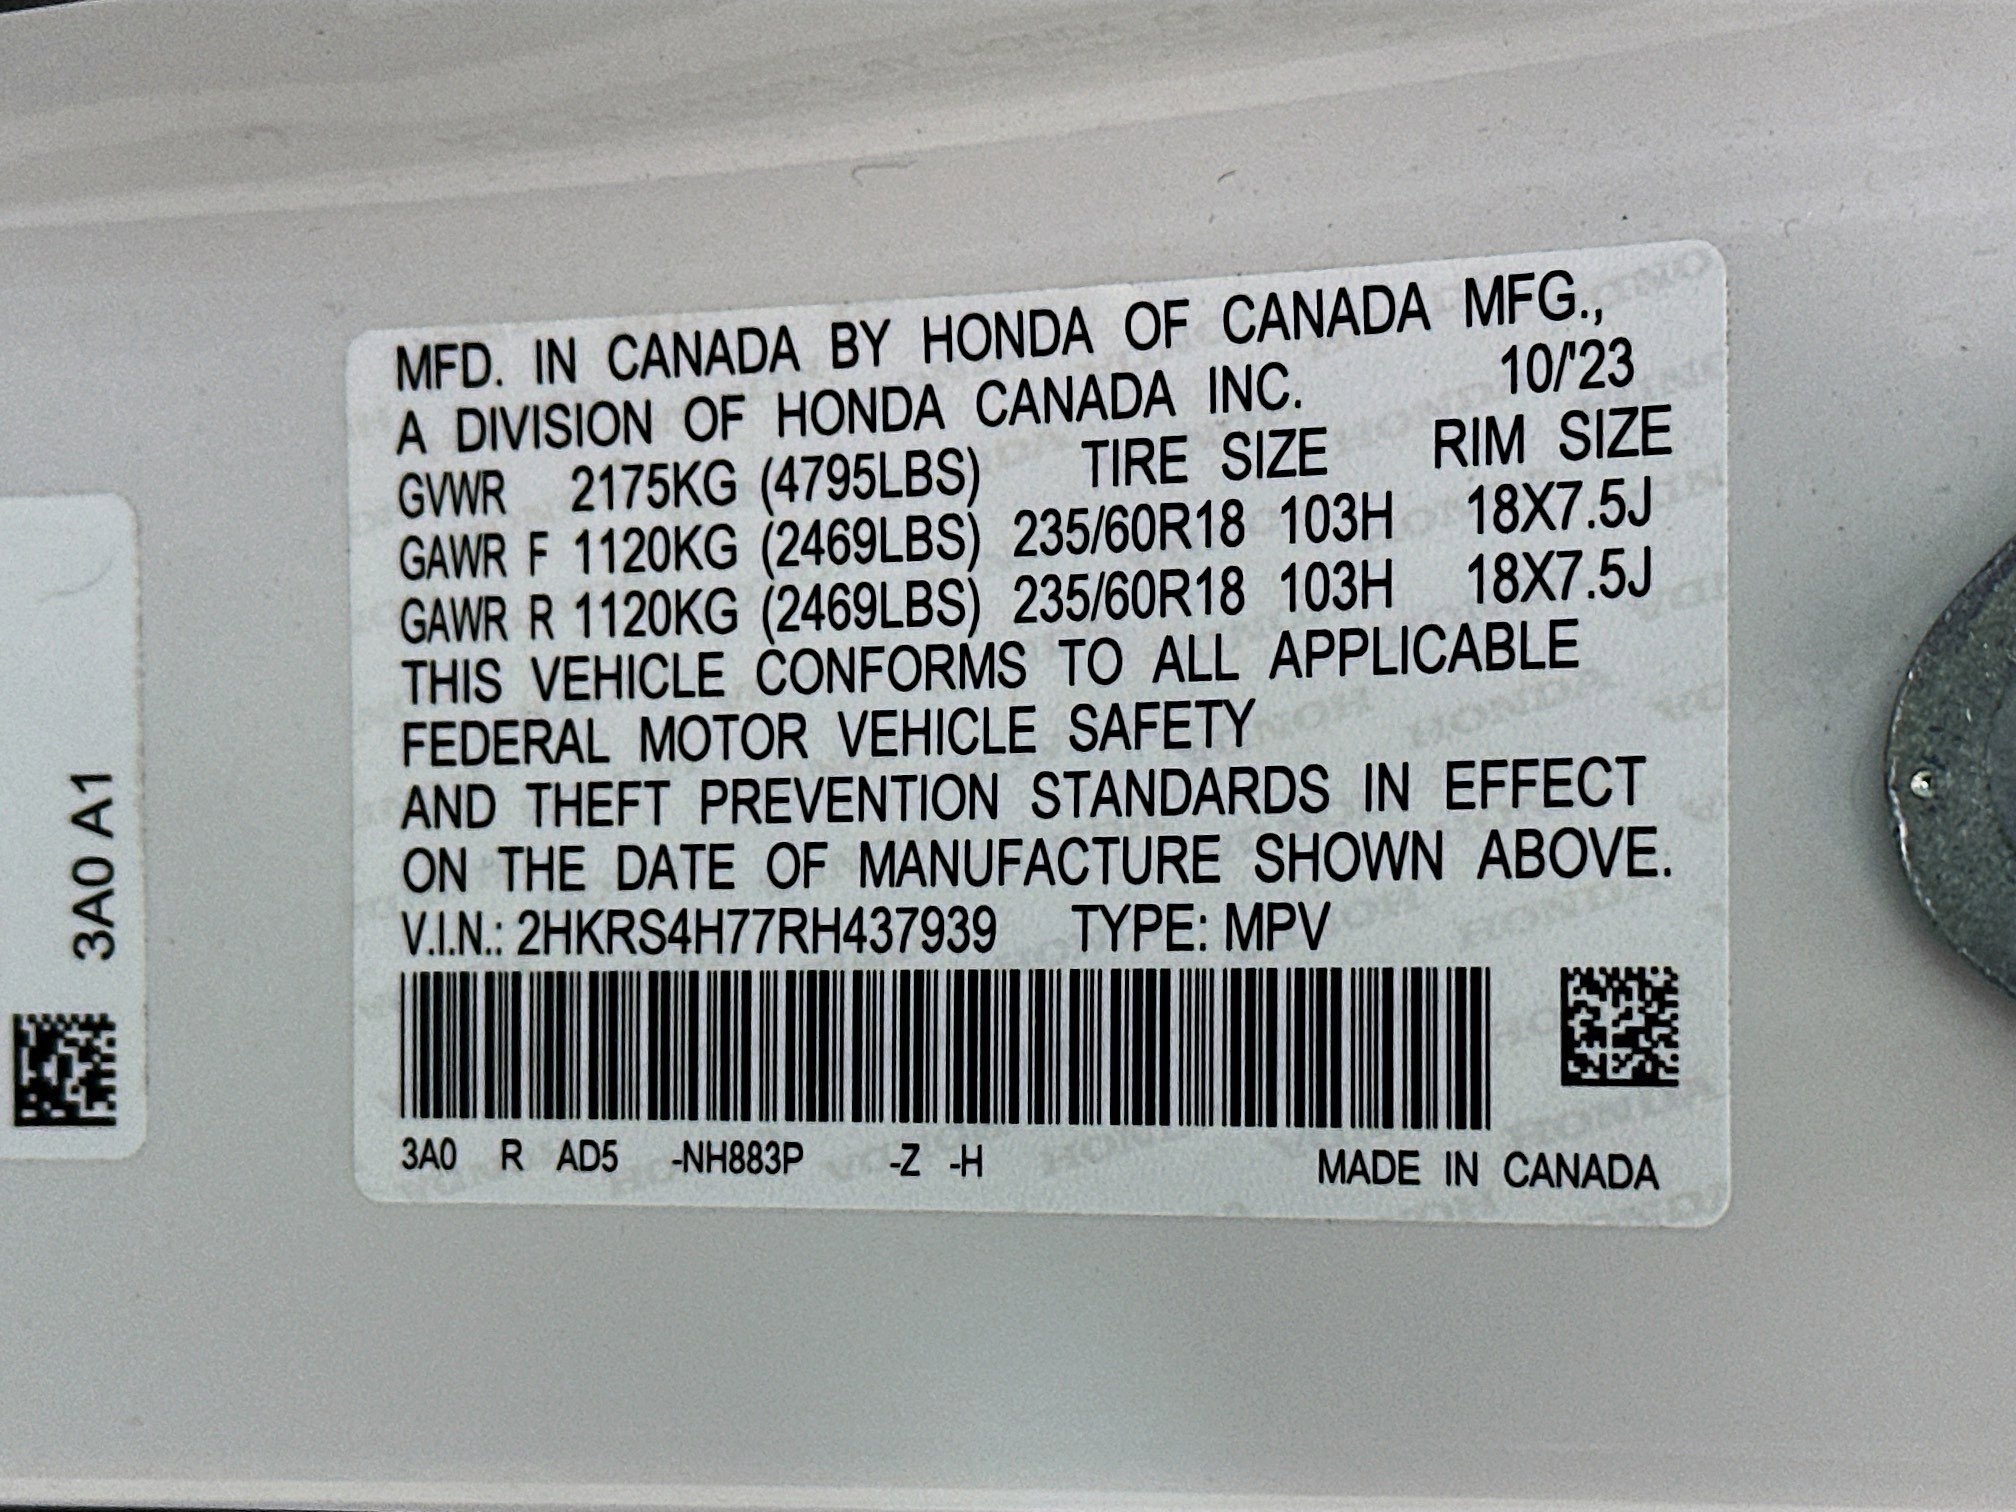 MFD. IN CANADA BY HONDA OF CANADA MFG.,
A DIVISION OF HONDA CANADA INC. 10/'23
GVWR 2175KG (4795LBS) TIRE SIZE RIM SIZE
GAWR F 1120KG (2469LBS) 235/60R18 103H 18X7.5J
GAWR R 1120KG (2469LBS) 235/60R18 103H 18X7.5J
THIS VEHICLE CONFORMS TO ALL APPLICABLE
FEDERAL MOTOR VEHICLE SAFETY
AND THEFT PREVENTION STANDARDS IN EFFECT
ON THE DATE OF MANUFACTURE SHOWN ABOVE.
V.I.N.: 2HKRS4H77RH437939 TYPE: MPV
3A0 R AD5 -NH883P -Z -H MADE IN CANADA
3A0 A1